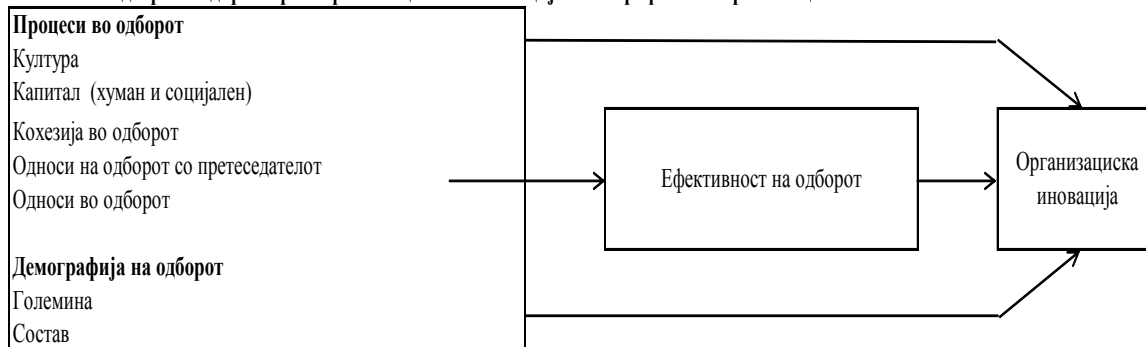 Процеси во одборот
Култура
Капитал (хуман и социјален)
Кохезија во одборот
Односи на одборот со претеседателот
Односи во одборот
Демографија на одборот
Големина
Состав
Ефективност на одборот
Организациска
иновација